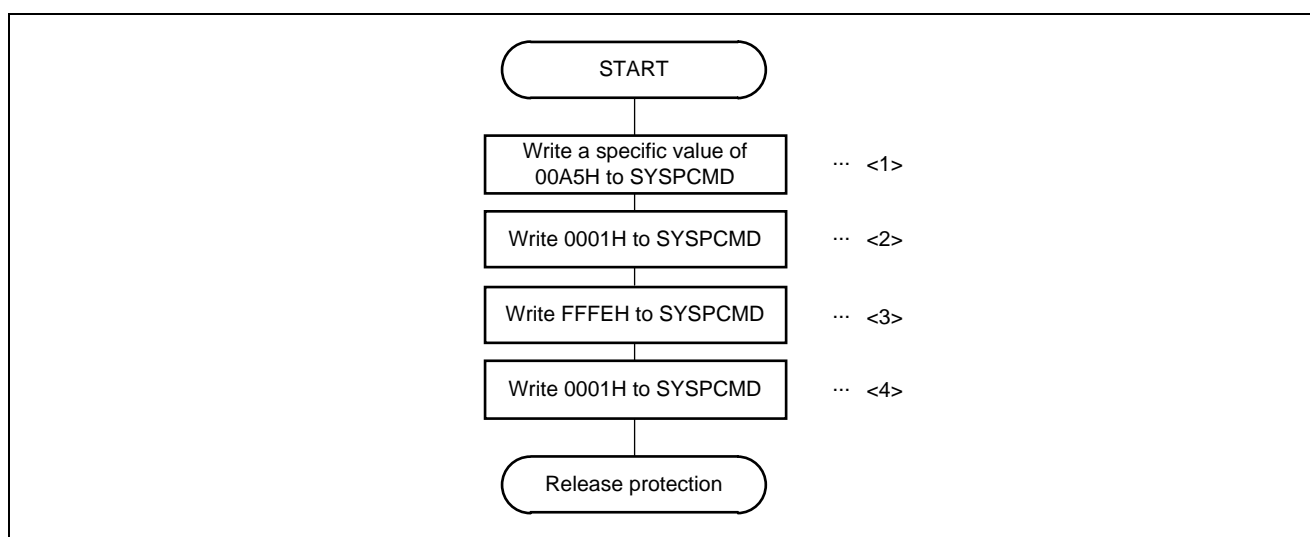 START
Write a specific value of
00A5H to SYSPCMD
··· <1>
Write 0001H to SYSPCMD
··· <2>
Write FFFEH to SYSPCMD
··· <3>
Write 0001H to SYSPCMD
··· <4>
Release protection